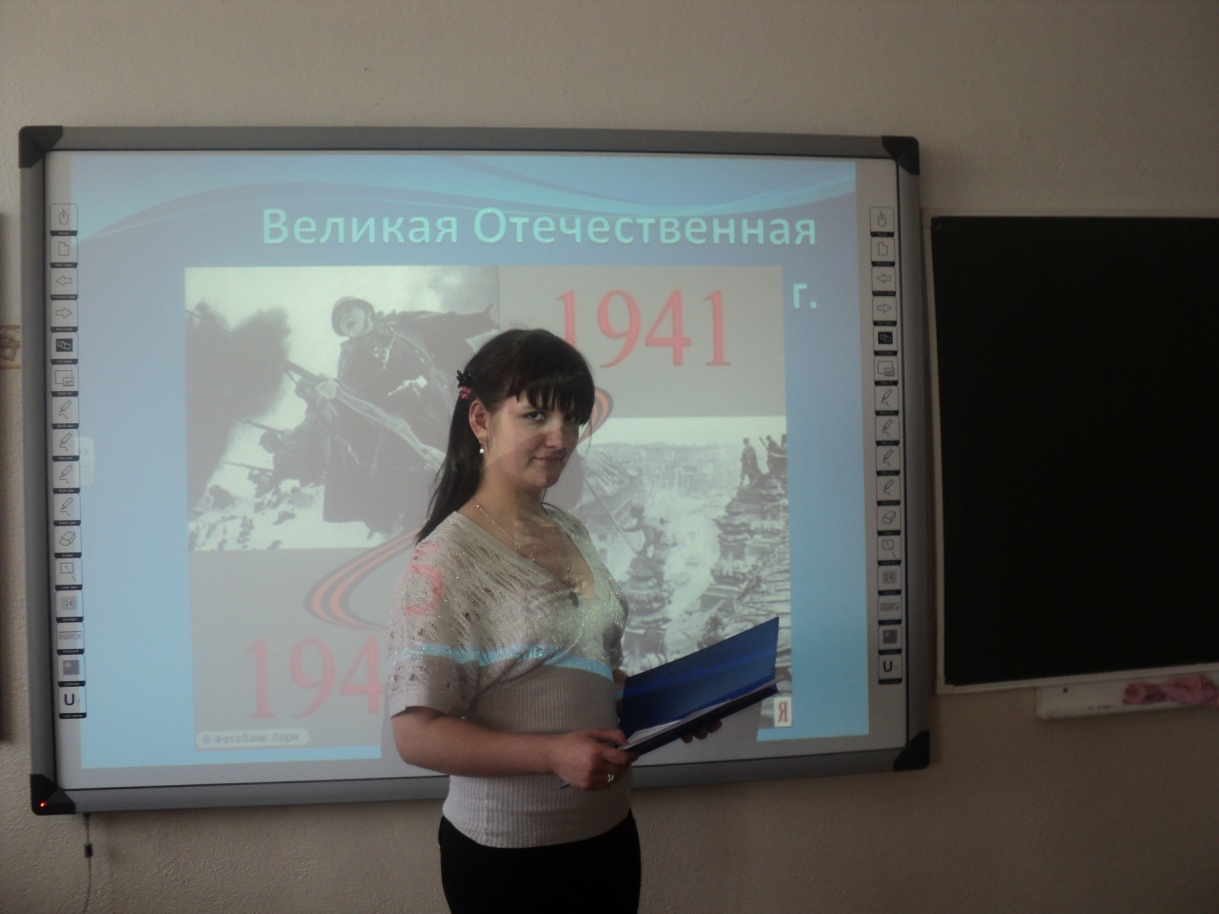 Великая Отечественная
г.
1941
194
© Фотобанк Лори
Я